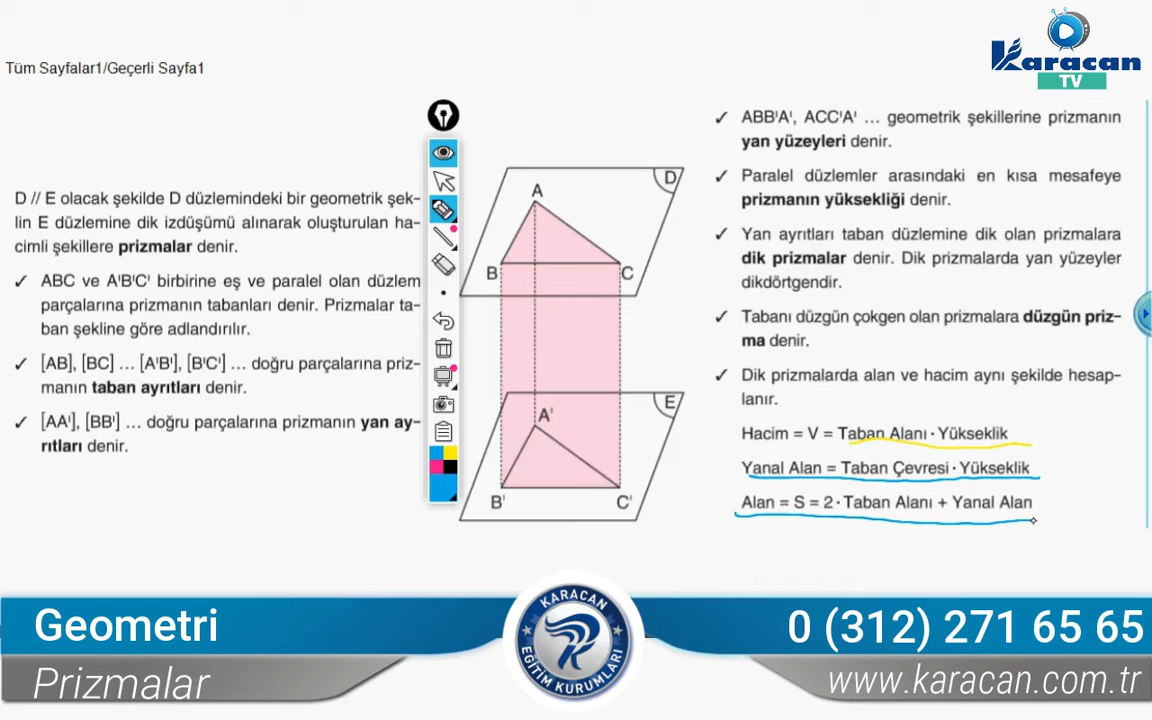 Karacan
TV
Tüm Sayfalar1/Geçerli Sayfa1
D // E olacak şekilde D düzlemindeki bir geometrik şek-
lin E düzlemine dik izdüşümü alınarak oluşturulan ha-
cimli şekillere prizmalar denir.
✓ ABC ve A'B'C' birbirine eş ve paralel olan düzlem
parçalarına prizmanın tabanları denir. Prizmalar ta-
ban şekline göre adlandırılır.
✓ [AB], [BC] ... [A'B'], [B'C'] ... doğru parçalarına priz-
manın taban ayrıtları denir.
✓ [AA'], [BB'] ... doğru parçalarına prizmanın yan ay-
rıtları denir.
D
A
B
C
E
A'
B'
C'
✓ ABB'A', ACC'A' ... geometrik şekillerine prizmanın
yan yüzeyleri denir.
✓ Paralel düzlemler arasındaki en kısa mesafeye
prizmanın yüksekliği denir.
✓ Yan ayrıtları taban düzlemine dik olan prizmalara
dik prizmalar denir. Dik prizmalarda yan yüzeyler
dikdörtgendir.
✓ Tabanı düzgün çokgen olan prizmalara düzgün priz-
ma denir.
✓ Dik prizmalarda alan ve hacim aynı şekilde hesap-
lanır.
Hacim = V = Taban Alanı · Yükseklik
Yanal Alan = Taban Çevresi · Yükseklik
Alan = S = 2 · Taban Alanı + Yanal Alan
Geometri
Prizmalar
KARACAN
EĞİTİM KURUMLARI
0 (312) 271 65 65
www.karacan.com.tr